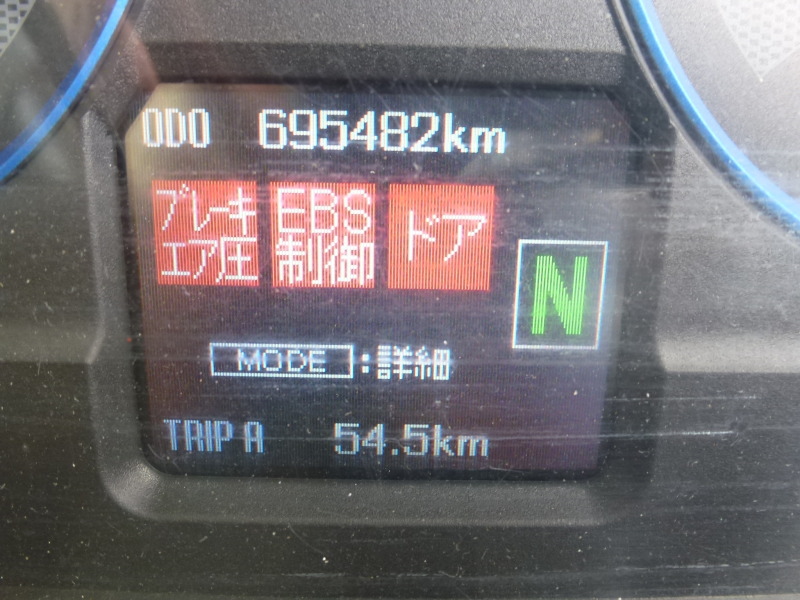 ODO 695482km
ブレーキ エア圧
EBS 制御
ドア
N
MODE :詳細
TRIP A 54.5km